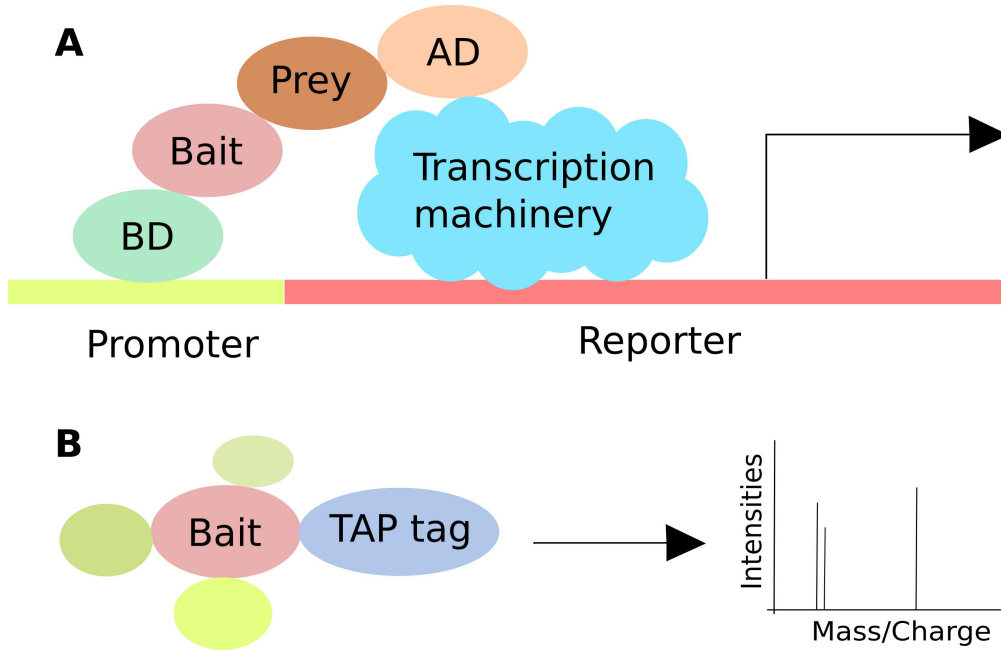 A
AD
Prey
Bait
Transcription
machinery
BD
Promoter
Reporter
B
Bait
TAP tag
Intensities
Mass/Charge